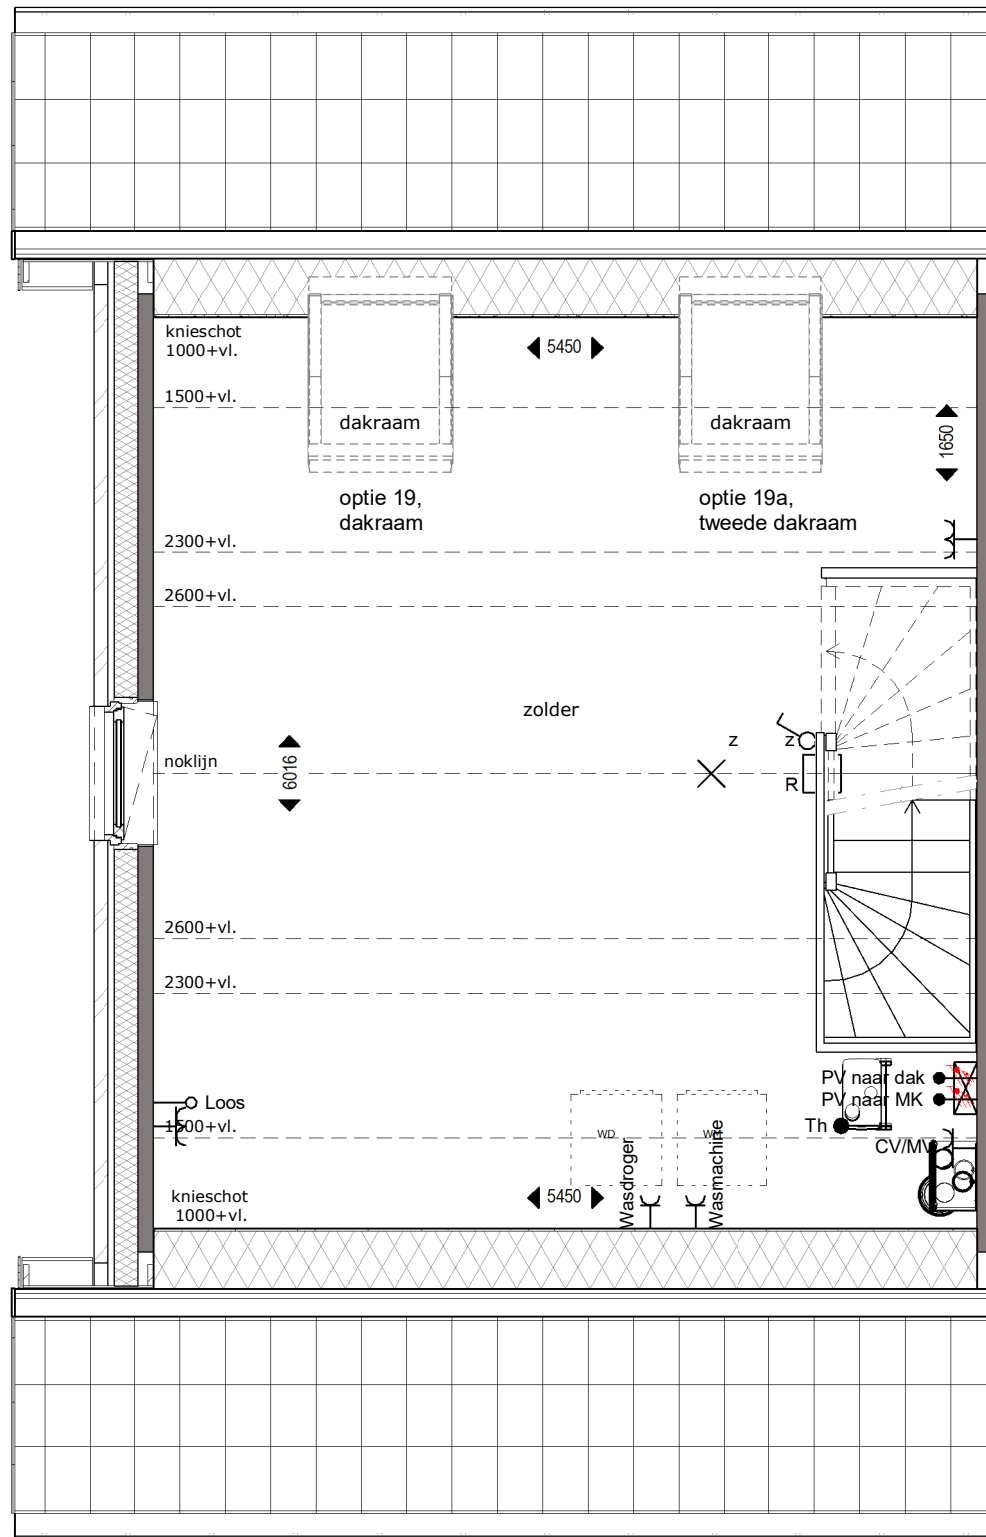 knieschot
1000+vl.
5450
1500+vl.
dakraam
dakraam
1650
optie 19,
dakraam
optie 19a,
tweede dakraam
2300+vl.
2600+vl.
zolder
z
z
noklijn
6016
R
2600+vl.
2300+vl.
PV naar dak
PV naar MK
Loos
Th
1500+vl.
WD
Wasdroger
Wasmachine
CV/MV
knieschot
1000+vl.
5450